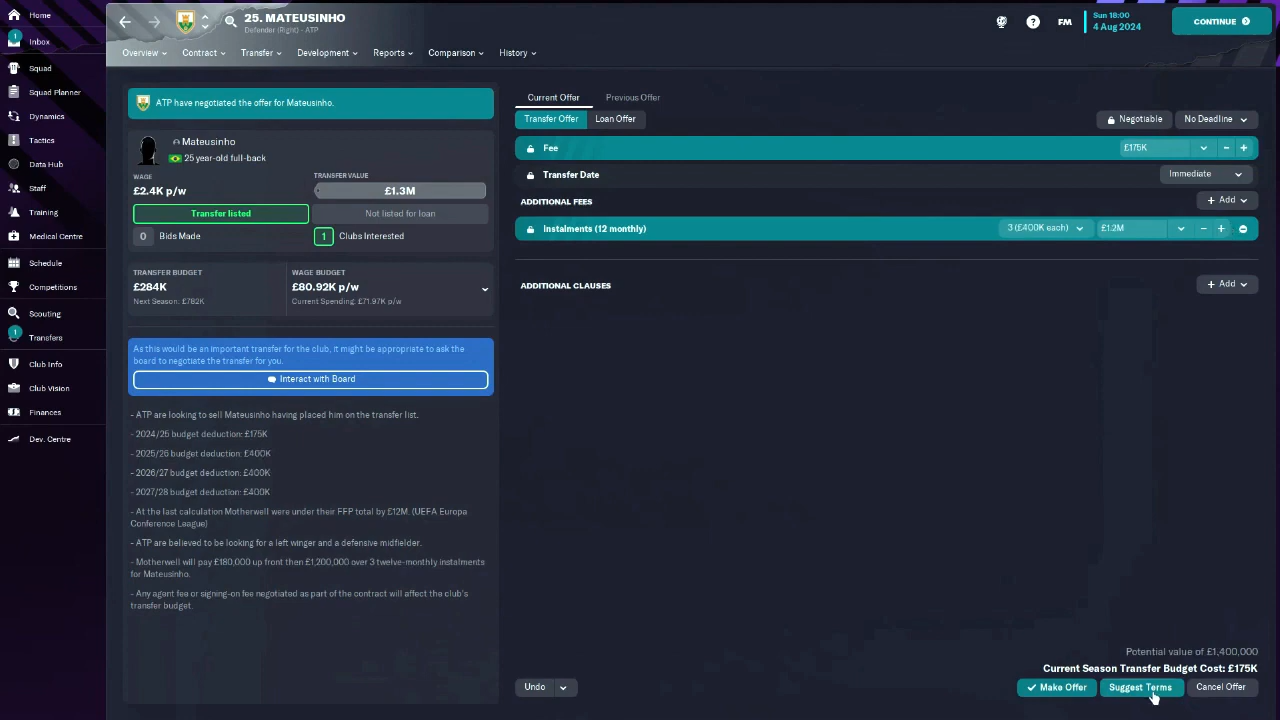 Home
25. MATEUSINHO
Defender (Right) - ATP
FM
Sun 18:00
4 Aug 2024
CONTINUE
1
Inbox
Overview
Contract
Transfer
Development
Reports
Comparison
History
Squad
Squad Planner
Dynamics
Tactics
Data Hub
Staff
Training
Medical Centre
Schedule
Competitions
Scouting
1
Transfers
Club Info
Club Vision
Finances
Dev. Centre
ATP have negotiated the offer for Mateusinho.
Mateusinho
25 year-old full-back
WAGE
TRANSFER VALUE
£2.4K p/w
£1.3M
Transfer listed
Not listed for loan
0 Bids Made
1 Clubs Interested
TRANSFER BUDGET
WAGE BUDGET
£284K
£80.92K p/w
Next Season: £782K
Current Spending: £71.97K p/w
As this would be an important transfer for the club, it might be appropriate to ask the
board to negotiate the transfer for you.
Interact with Board
- ATP are looking to sell Mateusinho having placed him on the transfer list.
- 2024/25 budget deduction: £175K
- 2025/26 budget deduction: £400K
- 2026/27 budget deduction: £400K
- 2027/28 budget deduction: £400K
- At the last calculation Motherwell were under their FFP total by £12M. (UEFA Europa
Conference League)
- ATP are believed to be looking for a left winger and a defensive midfielder.
- Motherwell will pay £180,000 up front then £1,200,000 over 3 twelve-monthly instalments
for Mateusinho.
- Any agent fee or signing-on fee negotiated as part of the contract will affect the club's
transfer budget.
Current Offer
Previous Offer
Transfer Offer
Loan Offer
Negotiable
No Deadline
Fee
£175K
Transfer Date
Immediate
ADDITIONAL FEES
+ Add
Instalments (12 monthly)
3 (£400K each)
£1.2M
ADDITIONAL CLAUSES
+ Add
Potential value of £1,400,000
Current Season Transfer Budget Cost: £175K
Undo
Make Offer
Suggest Terms
Cancel Offer